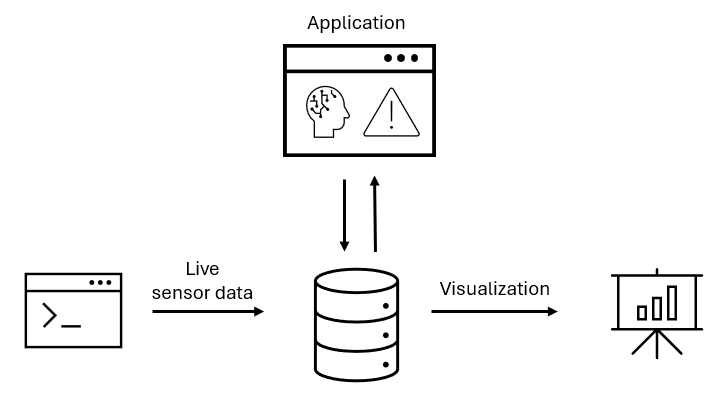 Application
Live
sensor data
Visualization